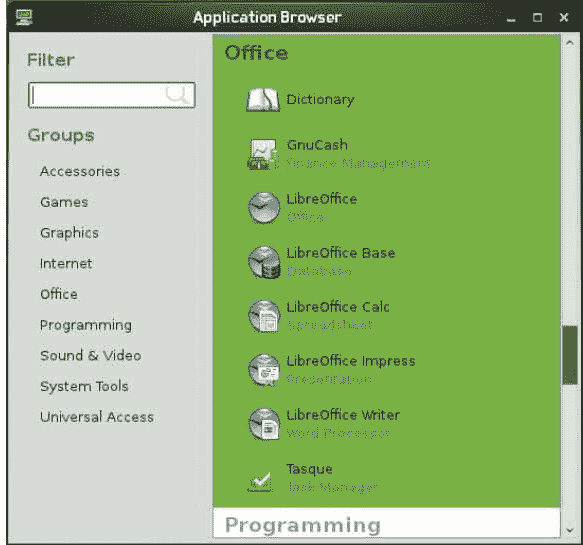 Application Browser
Filter
Groups
Accessories
Games
Graphics
Internet
Office
Programming
Sound & Video
System Tools
Universal Access
Office
Dictionary
GnuCash
Finance Management
LibreOffice
Office
LibreOffice Base
Database
LibreOffice Calc
Spreadsheet
LibreOffice Impress
Presentation
LibreOffice Writer
Word Processor
Tasque
Task Manager
Programming